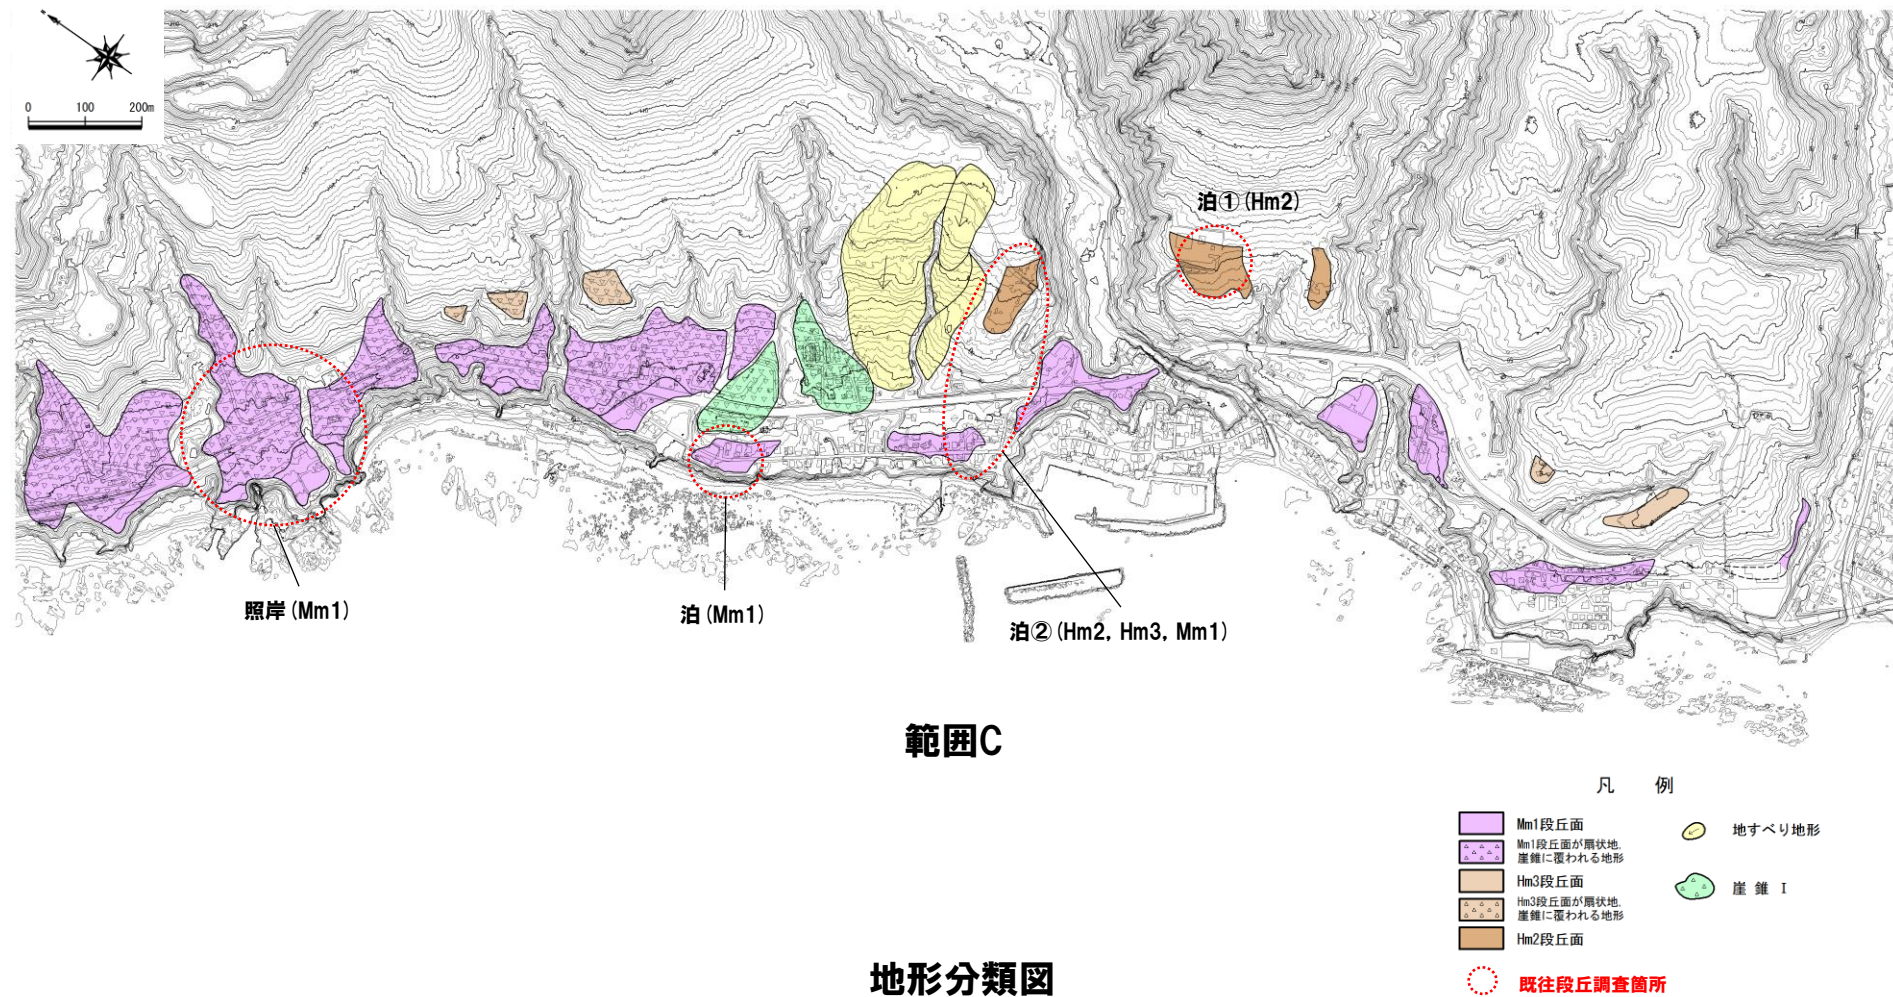 0 100 200m
泊①(Hm2)
照岸(Mm1)
泊(Mm1)
泊②(Hm2, Hm3, Mm1)
範囲C
凡 例
Mm1段丘面
Mm1段丘面が扇状地,
崖錐に覆われる地形
Hm3段丘面
Hm3段丘面が扇状地,
崖錐に覆われる地形
Hm2段丘面
地すべり地形
崖錐 I
既往段丘調査箇所
地形分類図